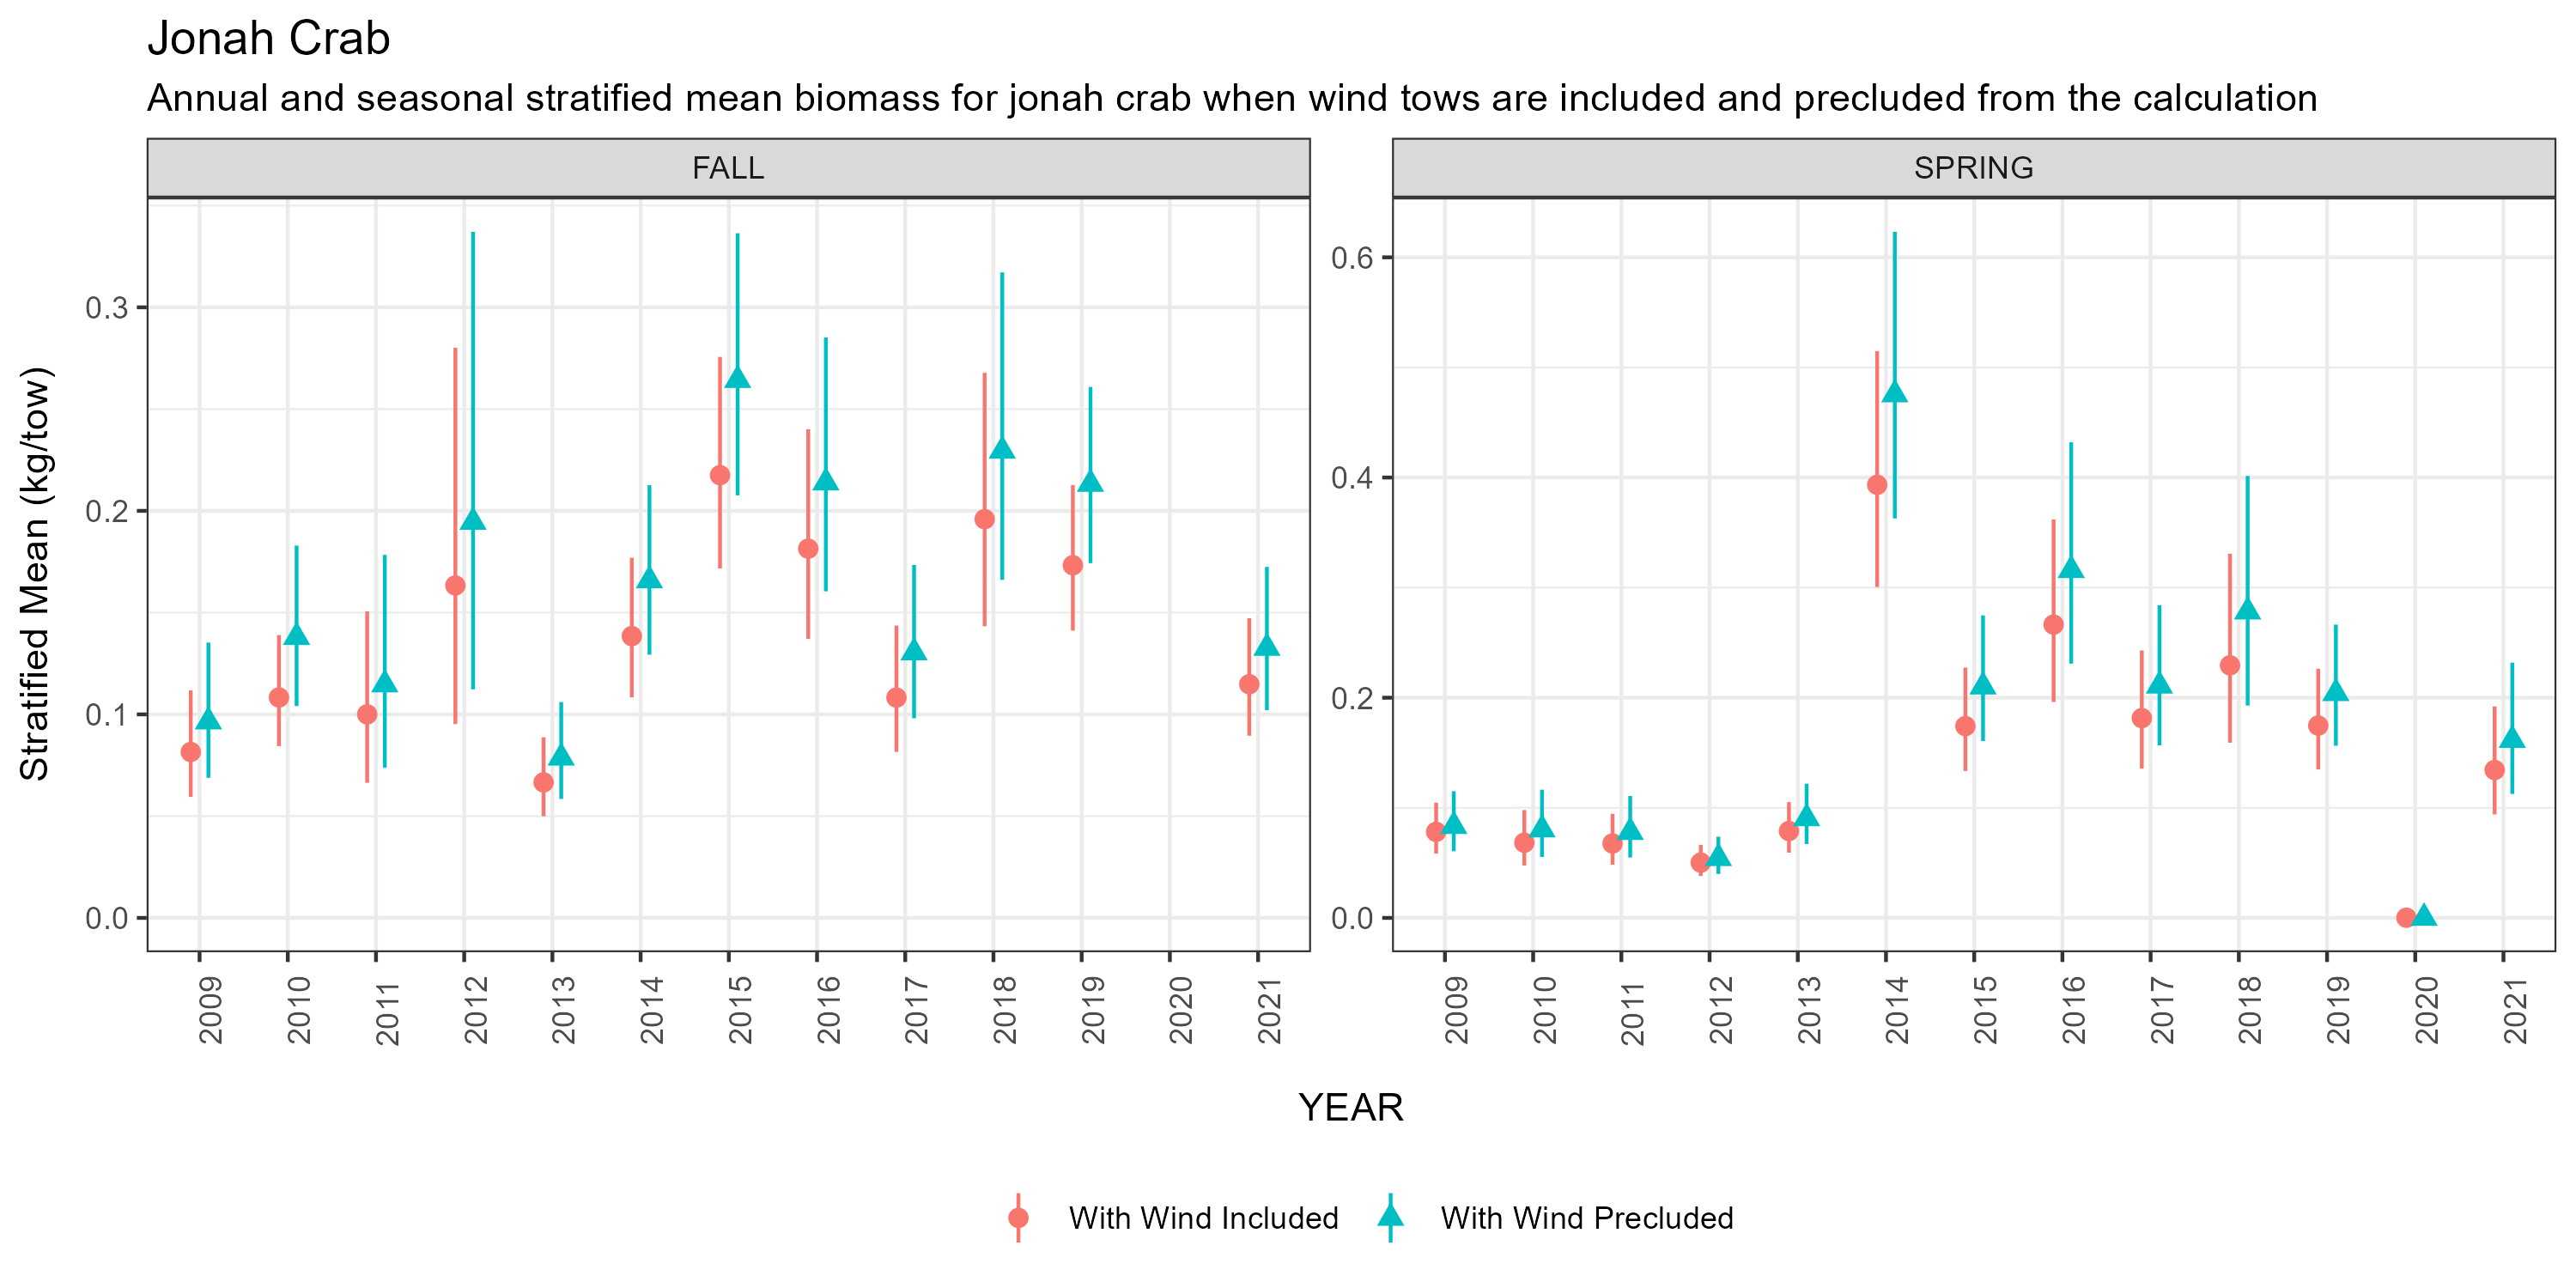 Jonah Crab
Annual and seasonal stratified mean biomass for jonah crab when wind tows are included and precluded from the calculation
FALL
SPRING
Stratified Mean (kg/tow)
0.3
0.2
0.1
0.0
0.6
0.4
0.2
0.0
2009 2010 2011 2012 2013 2014 2015 2016 2017 2018 2019 2020 2021
2009 2010 2011 2012 2013 2014 2015 2016 2017 2018 2019 2020 2021
YEAR
With Wind Included
With Wind Precluded